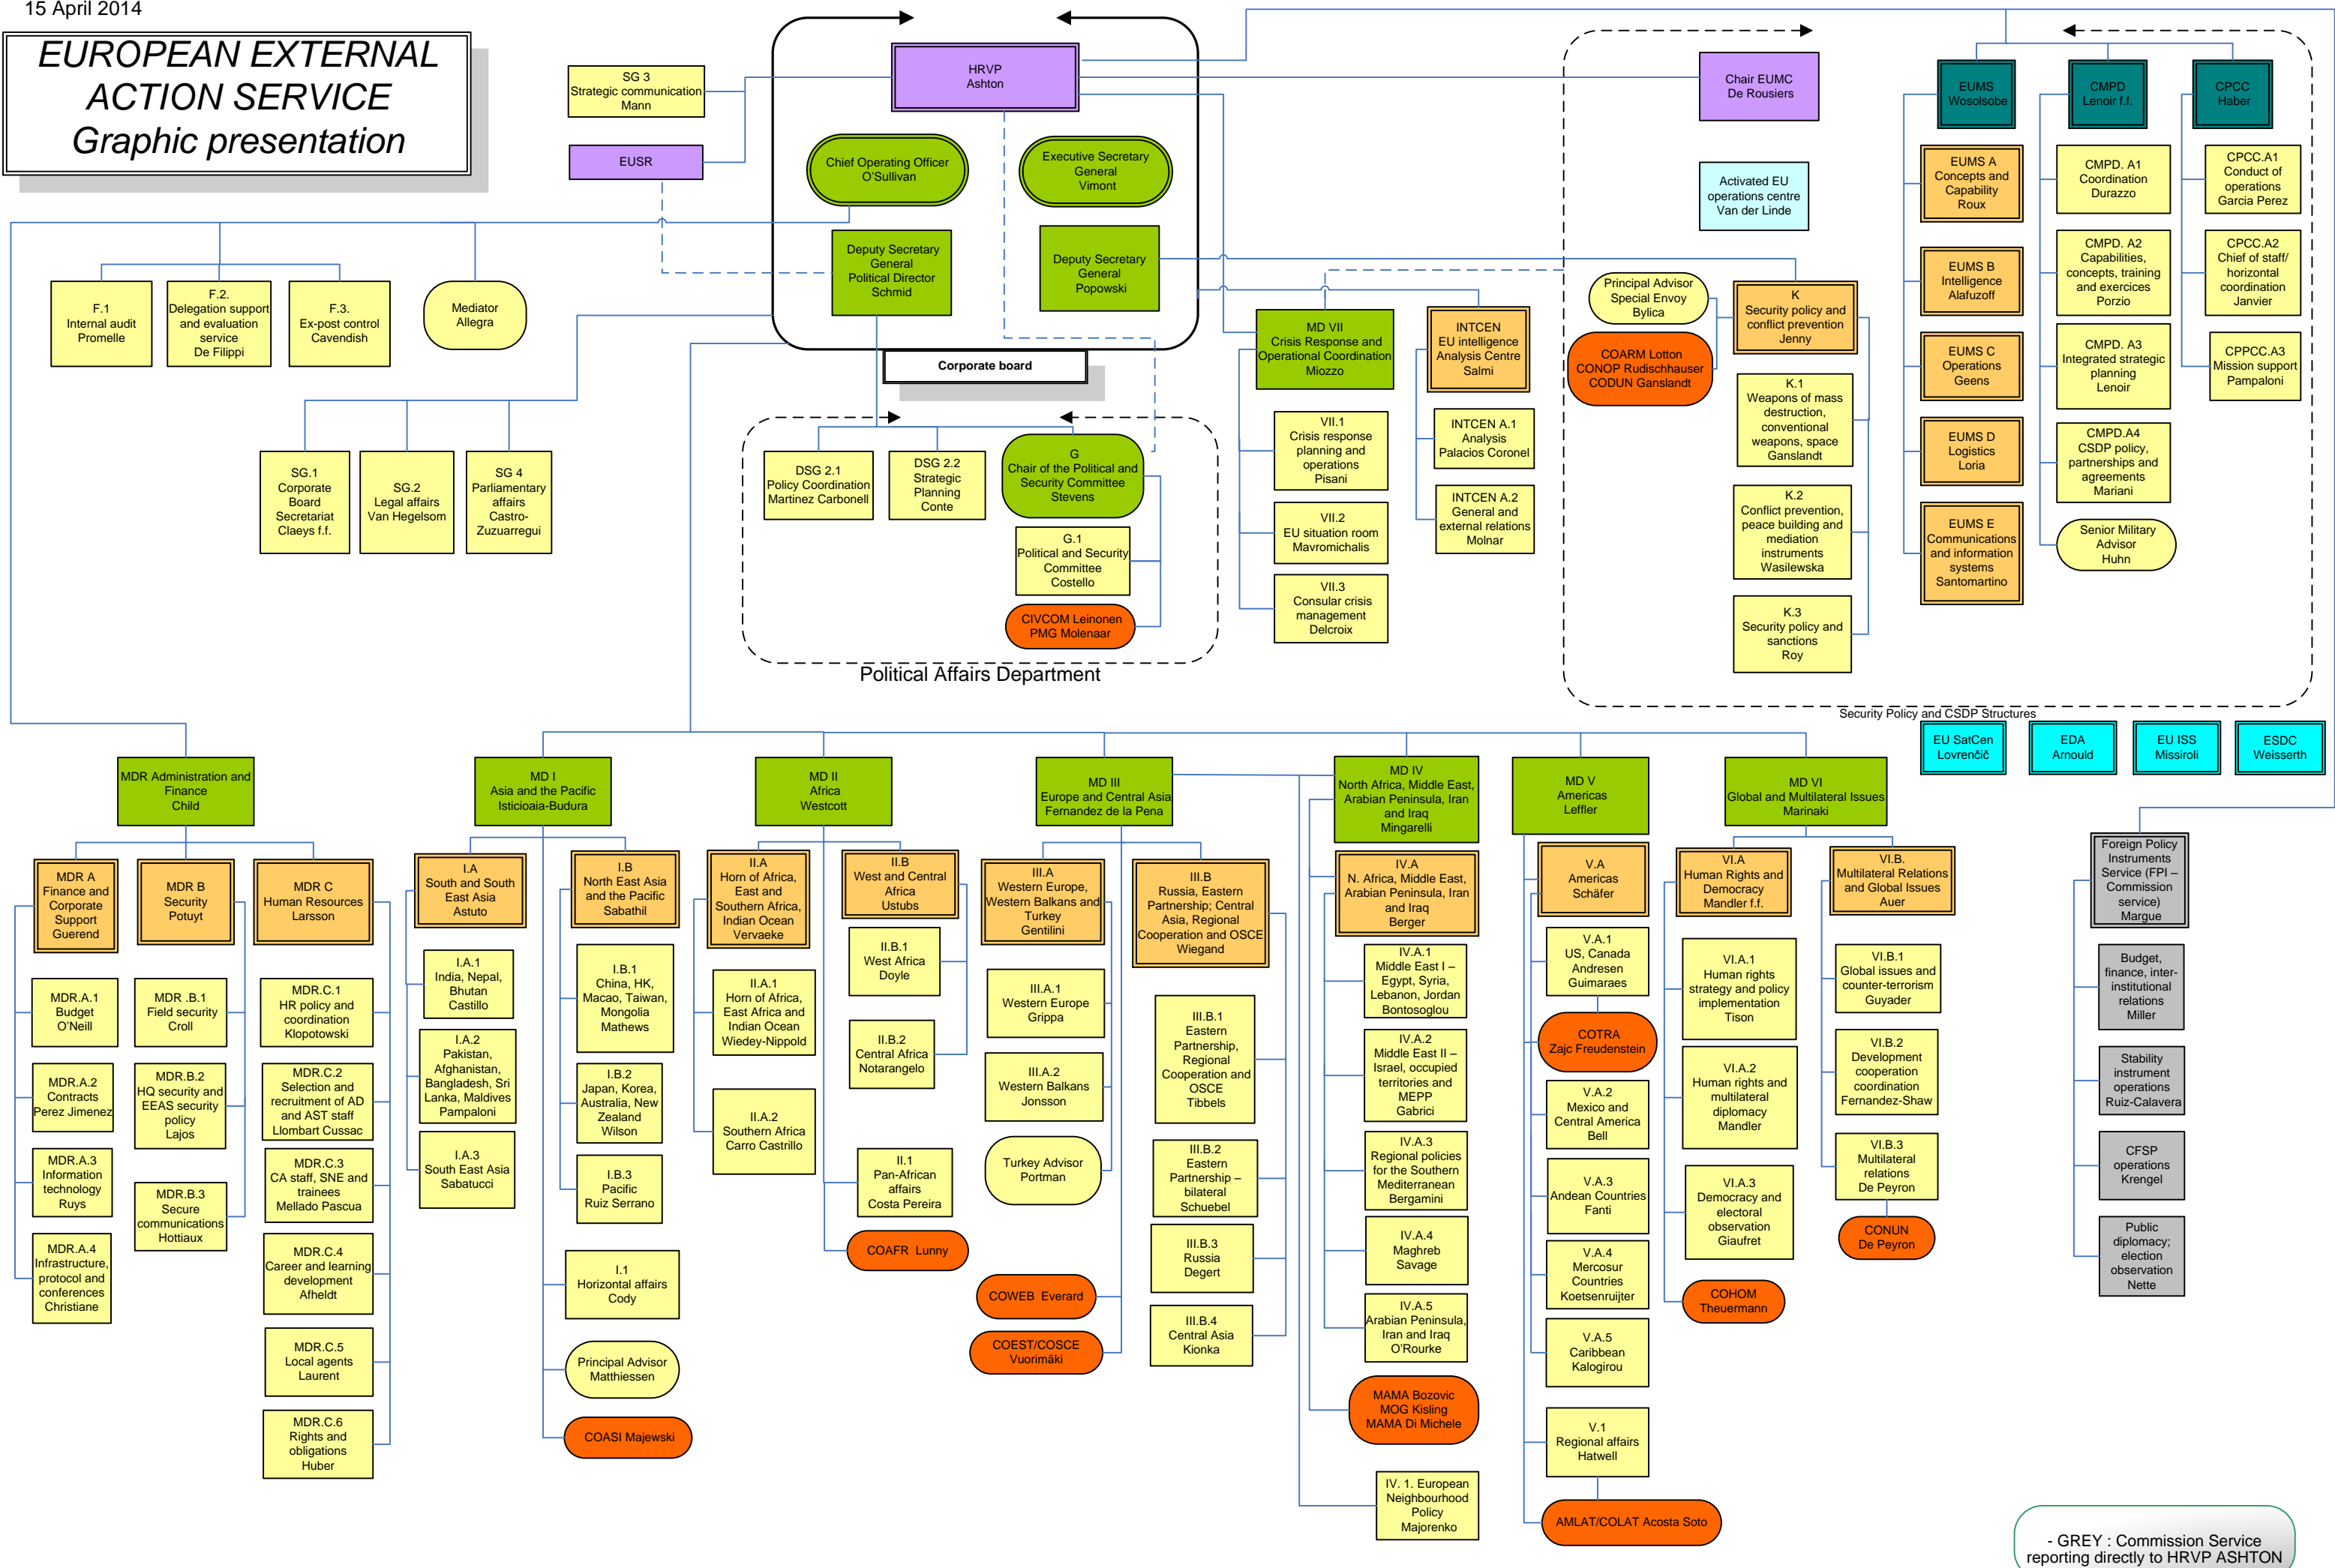 15 April 2014
EUROPEAN EXTERNAL
ACTION SERVICE
Graphic presentation
SG 3
Strategic communication
Mann
EUSR
HRVP
Ashton
Chief Operating Officer
O'Sullivan
Executive Secretary
General
Vimont
Deputy Secretary
General
Political Director
Schmid
Deputy Secretary
General
Popowski
Corporate board
Chair EUMC
De Rousiers
Activated EU
operations centre
Van der Linde
F.1
Internal audit
Promelle
F.2.
Delegation support
and evaluation
service
De Filippi
F.3.
Ex-post control
Cavendish
Mediator
Allegra
SG.1
Corporate
Board
Secretariat
Claeys f.f.
SG.2
Legal affairs
Van Hegelsom
SG 4
Parliamentary
affairs
Castro-
Zuzuarregui
DSG 2.1
Policy Coordination
Martinez Carbonell
DSG 2.2
Strategic
Planning
Conte
G
Chair of the Political and
Security Committee
Stevens
G.1
Political and Security
Committee
Costello
CIVCOM Leinonen
PMG Molenaar
Political Affairs Department
MD VII
Crisis Response and
Operational Coordination
Miozzo
VII.1
Crisis response
planning and
operations
Pisani
VII.2
EU situation room
Mavromichalis
VII.3
Consular crisis
management
Delcroix
INTCEN
EU intelligence
Analysis Centre
Salmi
INTCEN A.1
Analysis
Palacios Coronel
INTCEN A.2
General and
external relations
Molnar
Principal Advisor
Special Envoy
Bylica
COARM Lotton
CONOP Rudischhauser
CODUN Ganslandt
K
Security policy and
conflict prevention
Jenny
K.1
Weapons of mass
destruction,
conventional
weapons, space
Ganslandt
K.2
Conflict prevention,
peace building and
mediation
instruments
Wasilewska
K.3
Security policy and
sanctions
Roy
EUMS
Wosolsobe
EUMS A
Concepts and
Capability
Roux
EUMS B
Intelligence
Alafuzoff
EUMS C
Operations
Geens
EUMS D
Logistics
Loria
EUMS E
Communications
and information
systems
Santomartino
CMPD
Lenoir f.f.
CMPD. A1
Coordination
Durazzo
CMPD. A2
Capabilities,
concepts, training
and exercices
Porzio
CMPD. A3
Integrated strategic
planning
Lenoir
CMPD.A4
CSDP policy,
partnerships and
agreements
Mariani
Senior Military
Advisor
Huhn
CPCC
Haber
CPCC.A1
Conduct of
operations
Garcia Perez
CPCC.A2
Chief of staff/
horizontal
coordination
Janvier
CPPCC.A3
Mission support
Pampaloni
Security Policy and CSDP Structures
EU SatCen
Lovrenčič
EDA
Arnould
EU ISS
Missiroli
ESDC
Weisserth
MDR Administration and
Finance
Child
MDR A
Finance and
Corporate
Support
Guerend
MDR.A.1
Budget
O'Neill
MDR.A.2
Contracts
Perez Jimenez
MDR.A.3
Information
technology
Ruys
MDR.A.4
Infrastructure,
protocol and
conferences
Christiane
MDR B
Security
Potuyt
MDR .B.1
Field security
Croll
MDR.B.2
HQ security and
EEAS security
policy
Lajos
MDR.B.3
Secure
communications
Hottiaux
MDR C
Human Resources
Larsson
MDR.C.1
HR policy and
coordination
Klopotowski
MDR.C.2
Selection and
recruitment of AD
and AST staff
Llombart Cussac
MDR.C.3
CA staff, SNE and
trainees
Mellado Pascua
MDR.C.4
Career and learning
development
Afheldt
MDR.C.5
Local agents
Laurent
MDR.C.6
Rights and
obligations
Huber
MD I
Asia and the Pacific
Isticioaia-Budura
I.A
South and South
East Asia
Astuto
I.A.1
India, Nepal,
Bhutan
Castillo
I.A.2
Pakistan,
Afghanistan,
Bangladesh, Sri
Lanka, Maldives
Pampaloni
I.A.3
South East Asia
Sabatucci
I.B
North East Asia
and the Pacific
Sabathil
I.B.1
China, HK,
Macao, Taiwan,
Mongolia
Mathews
I.B.2
Japan, Korea,
Australia, New
Zealand
Wilson
I.B.3
Pacific
Ruiz Serrano
I.1
Horizontal affairs
Cody
Principal Advisor
Matthiessen
COASI Majewski
MD II
Africa
Westcott
II.A
Horn of Africa,
East and
Southern Africa,
Indian Ocean
Vervaeke
II.A.1
Horn of Africa,
East Africa and
Indian Ocean
Wiedey-Nippold
II.A.2
Southern Africa
Carro Castrillo
II.B
West and Central
Africa
Ustubs
II.B.1
West Africa
Doyle
II.B.2
Central Africa
Notarangelo
II.1
Pan-African
affairs
Costa Pereira
COAFR Lunny
MD III
Europe and Central Asia
Fernandez de la Pena
III.A
Western Europe,
Western Balkans and
Turkey
Gentilini
III.A.1
Western Europe
Grippa
III.A.2
Western Balkans
Jonsson
Turkey Advisor
Portman
COWEB Everard
COEST/COSCE
Vuorimäki
III.B
Russia, Eastern
Partnership; Central
Asia, Regional
Cooperation and OSCE
Wiegand
III.B.1
Eastern
Partnership,
Regional
Cooperation and
OSCE
Tibbels
III.B.2
Eastern
Partnership –
bilateral
Schuebel
III.B.3
Russia
Degert
III.B.4
Central Asia
Kionka
MD IV
North Africa, Middle East,
Arabian Peninsula, Iran
and Iraq
Mingarelli
IV.A
N. Africa, Middle East,
Arabian Peninsula, Iran
and Iraq
Berger
IV.A.1
Middle East I –
Egypt, Syria,
Lebanon, Jordan
Bontosoglou
IV.A.2
Middle East II –
Israel, occupied
territories and
MEPP
Gabrici
IV.A.3
Regional policies
for the Southern
Mediterranean
Bergamini
IV.A.4
Maghreb
Savage
IV.A.5
Arabian Peninsula,
Iran and Iraq
O'Rourke
MAMA Bozovic
MOG Kisling
MAMA Di Michele
IV. 1. European
Neighbourhood
Policy
Majorenko
MD V
Americas
Leffler
V.A
Americas
Schäfer
V.A.1
US, Canada
Andresen
Guimaraes
COTRA
Zajc Freudenstein
V.A.2
Mexico and
Central America
Bell
V.A.3
Andean Countries
Fanti
V.A.4
Mercosur
Countries
Koetsenruijter
V.A.5
Caribbean
Kalogirou
V.1
Regional affairs
Hatwell
AMLAT/COLAT Acosta Soto
MD VI
Global and Multilateral Issues
Marinaki
VI.A
Human Rights and
Democracy
Mandler f.f.
VI.A.1
Human rights
strategy and policy
implementation
Tison
VI.A.2
Human rights and
multilateral
diplomacy
Mandler
VI.A.3
Democracy and
electoral
observation
Giaufret
COHOM
Theuermann
VI.B.
Multilateral Relations
and Global Issues
Auer
VI.B.1
Global issues and
counter-terrorism
Guyader
VI.B.2
Development
cooperation
coordination
Fernandez-Shaw
VI.B.3
Multilateral
relations
De Peyron
CONUN
De Peyron
Foreign Policy
Instruments
Service (FPI –
Commission
service)
Margue
Budget,
finance, inter-
institutional
relations
Miller
Stability
instrument
operations
Ruiz-Calavera
CFSP
operations
Krengel
Public
diplomacy;
election
observation
Nette
- GREY : Commission Service
reporting directly to HRVP ASHTON